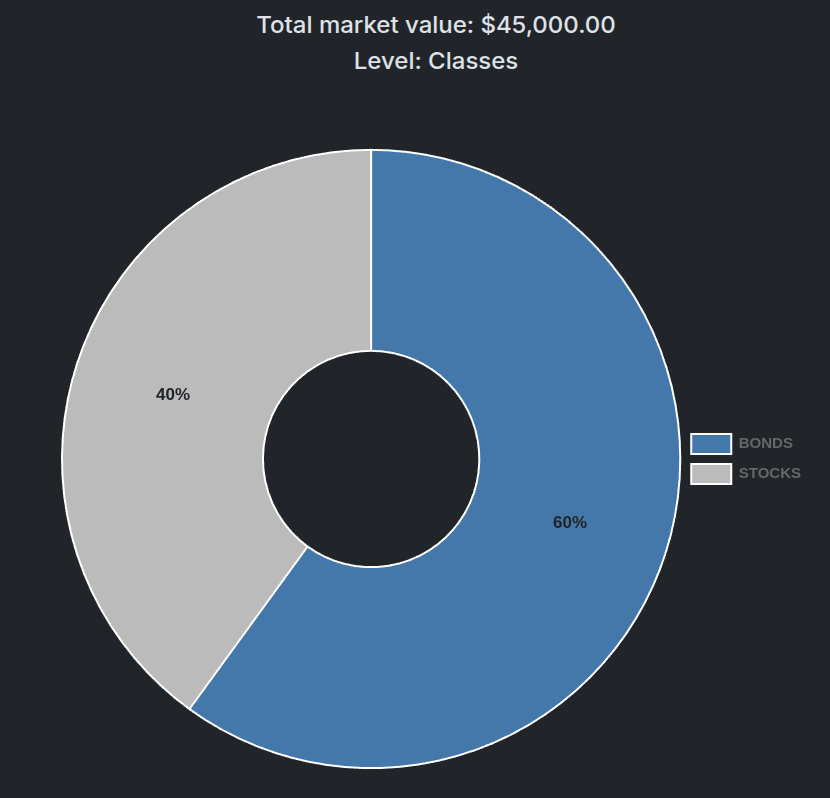 Total market value: $45,000.00
Level: Classes
40%
BONDS
STOCKS
60%